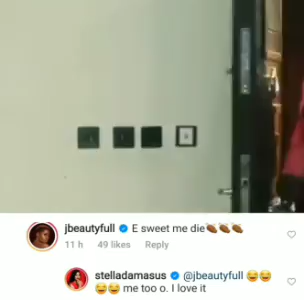 jbeautyfull E sweet me die👏🏾👏🏾👏🏾
11 h 49 likes Reply
stelladamasus @jbeautyfull 😂😂
😂😂 me too o. I love it